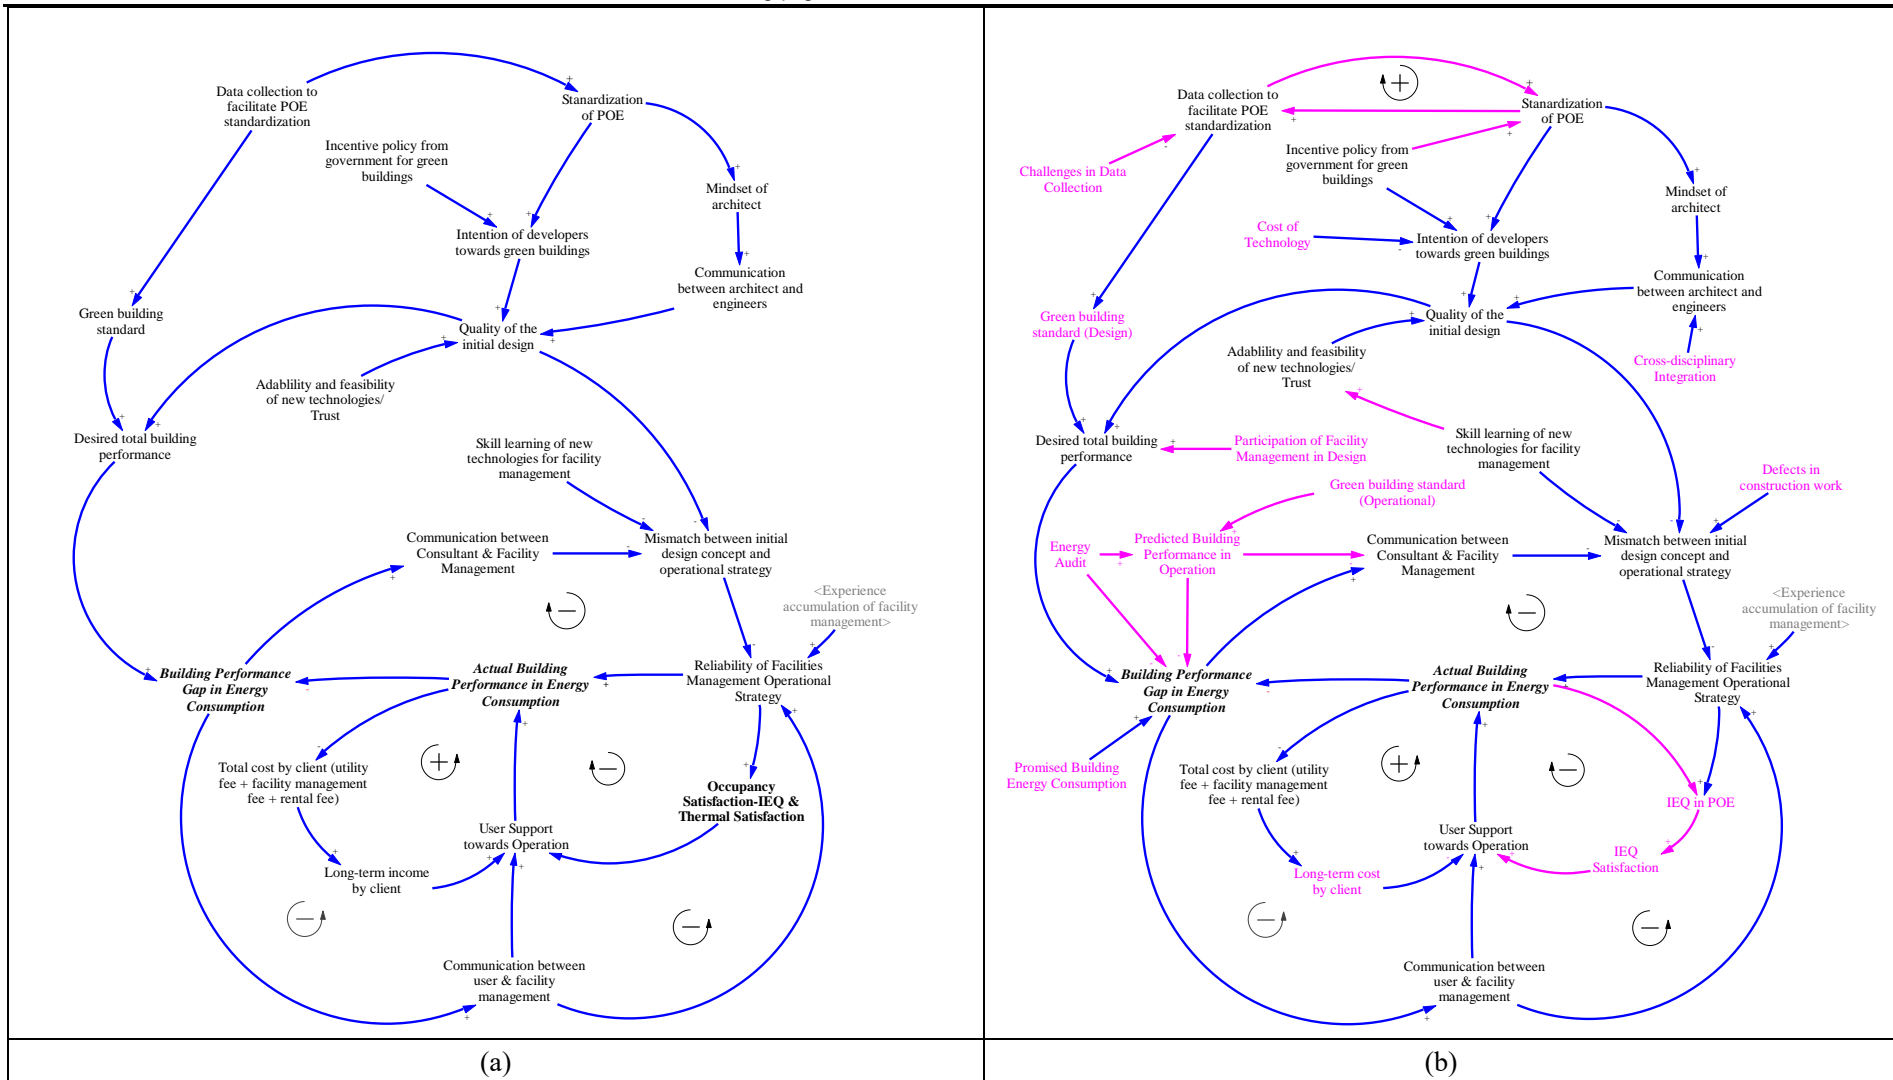 Data collection to
facilitate POE
standardization
Stanardization
of POE
Incentive policy from
government for green
buildings
Mindset of
architect
Intention of developers
towards green buildings
Communication
between architect and
engineers
Green building
standard
Quality of the
initial design
Adablility and feasibility
of new technologies/
Trust
Desired total building
performance
Skill learning of new
technologies for facility
management
Communication between
Consultant & Facility
Management
Mismatch between initial
design concept and
operational strategy
<Experience
accumulation of facility
management>
Building Performance
Gap in Energy
Consumption
Actual Building
Performance in Energy
Consumption
Reliability of Facilities
Management Operational
Strategy
Total cost by client (utility
fee + facility management
fee + rental fee)
Occupancy
Satisfaction-IEQ &
Thermal Satisfaction
User Support
towards Operation
Long-term income
by client
Communication between
user & facility
management
(a)
Data collection to
facilitate POE
standardization
Stanardization
of POE
Challenges in Data
Collection
Incentive policy from
government for green
buildings
Mindset of
architect
Cost of
Technology
Intention of developers
towards green buildings
Communication
between architect and
engineers
Green building
standard (Design)
Quality of the
initial design
Adablility and feasibility
of new technologies/
Trust
Cross-disciplinary
Integration
Desired total building
performance
Participation of Facility
Management in Design
Skill learning of new
technologies for facility
management
Defects in
construction work
Green building standard
(Operational)
Energy
Audit
Predicted Building
Performance in
Operation
Communication between
Consultant & Facility
Management
Mismatch between initial
design concept and
operational strategy
<Experience
accumulation of facility
management>
Building Performance
Gap in Energy
Consumption
Actual Building
Performance in Energy
Consumption
Reliability of Facilities
Management Operational
Strategy
Promised Building
Energy Consumption
Total cost by client (utility
fee + facility management
fee + rental fee)
IEQ in POE
User Support
towards Operation
IEQ
Satisfaction
Long-term cost
by client
Communication between
user & facility
management
(b)